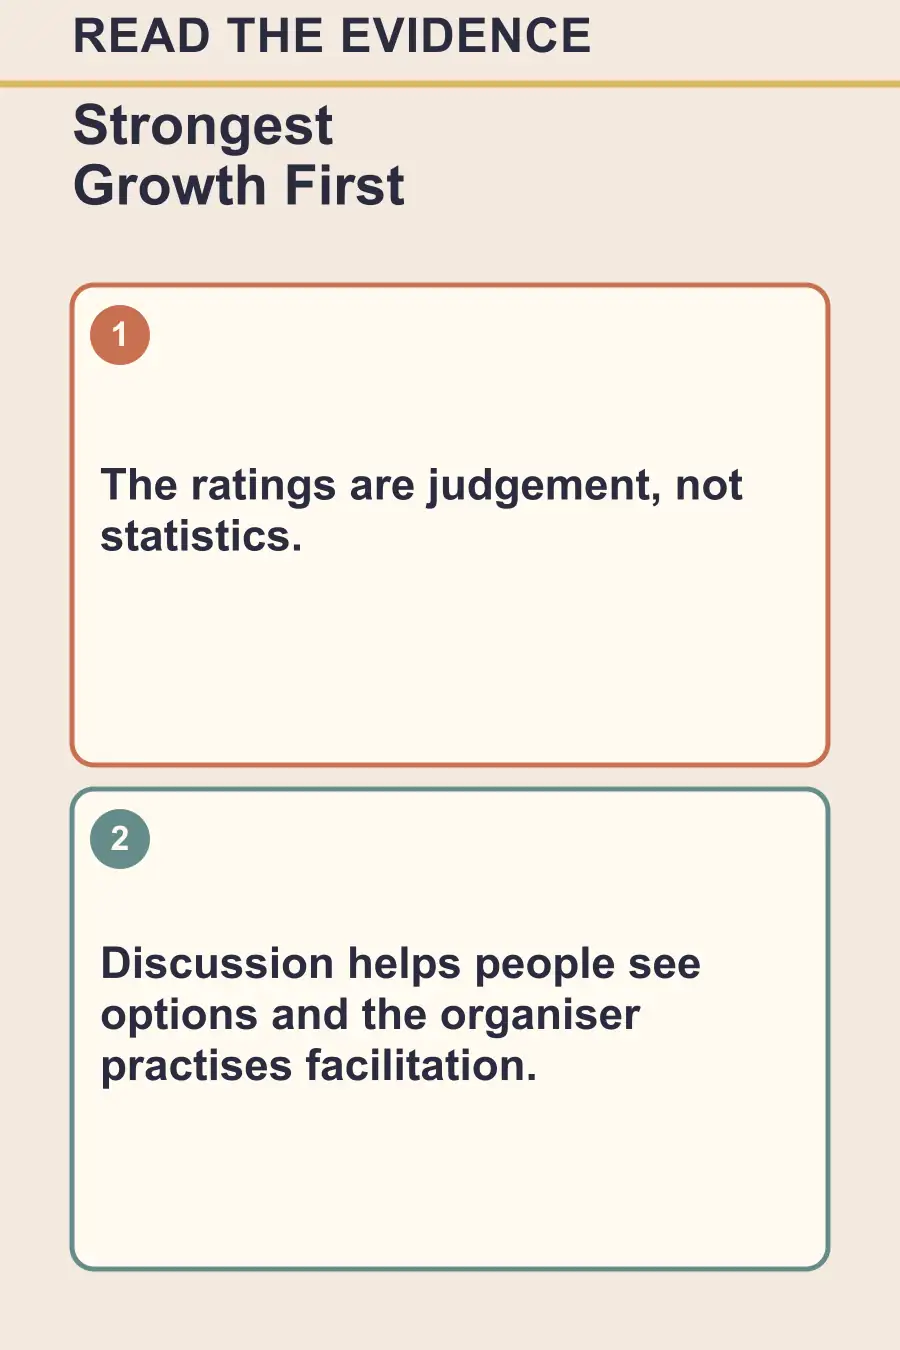 READ THE EVIDENCE
Strongest
Growth First
1
The ratings are judgement, not
statistics.
2
Discussion helps people see
options and the organiser
practises facilitation.